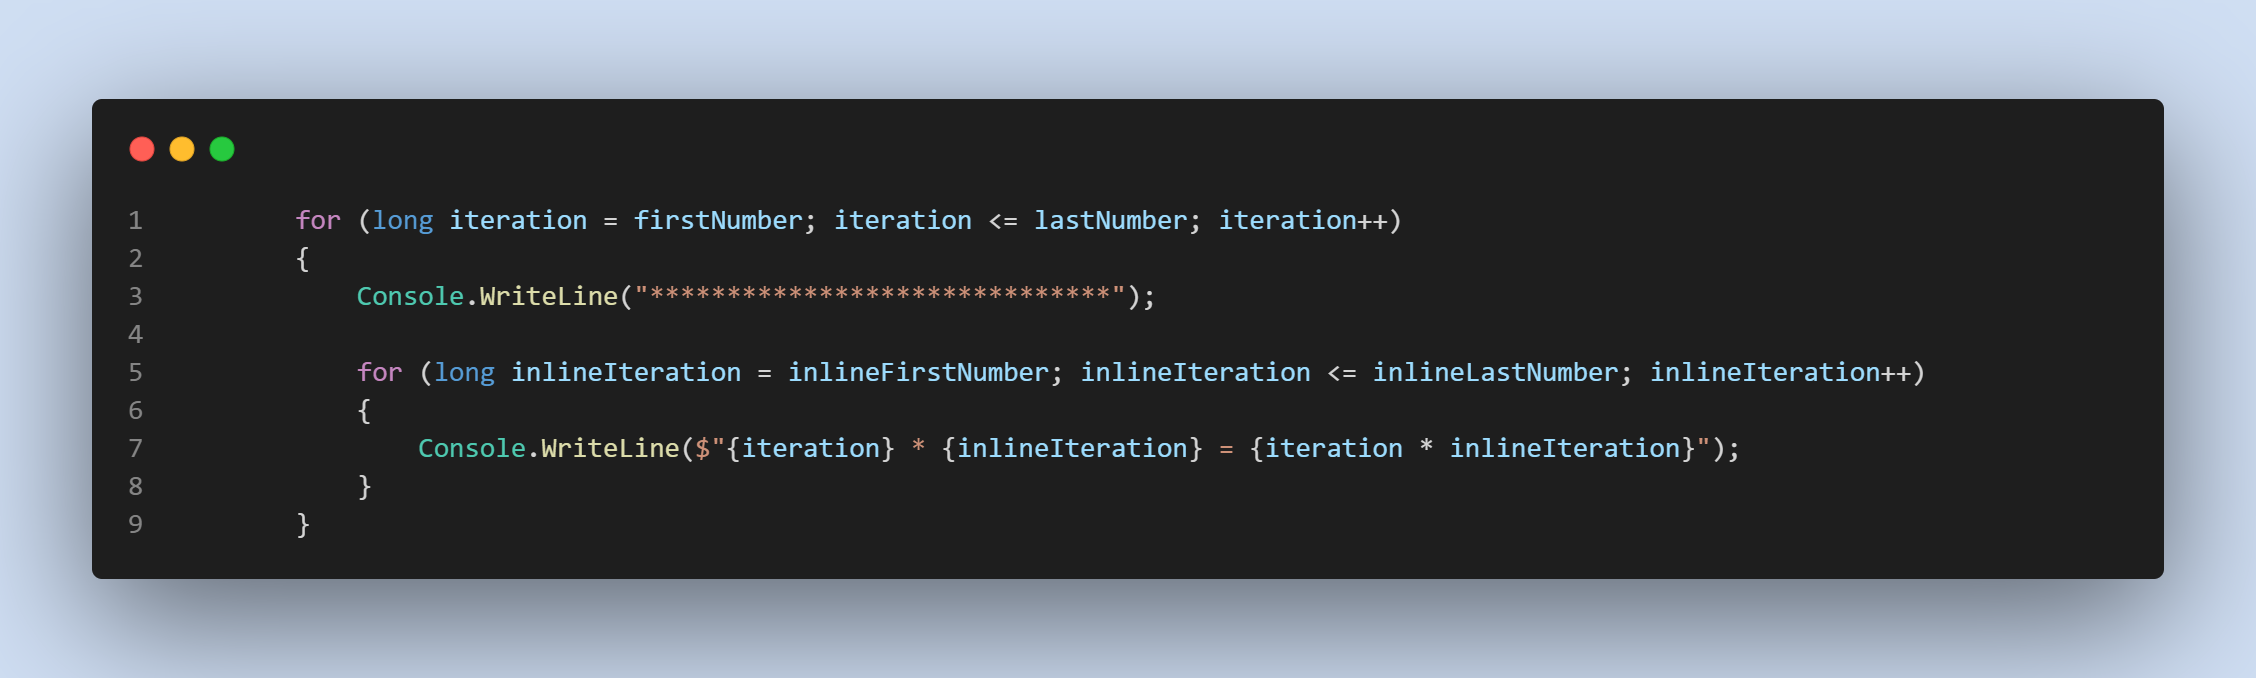 1 for (long iteration = firstNumber; iteration <= lastNumber; iteration++)
2 {
3 Console.WriteLine("******************************");
4
5 for (long inlineIteration = inlineFirstNumber; inlineIteration <= inlineLastNumber; inlineIteration++)
6 {
7 Console.WriteLine($"{iteration} * {inlineIteration} = {iteration * inlineIteration}");
8 }
9 }